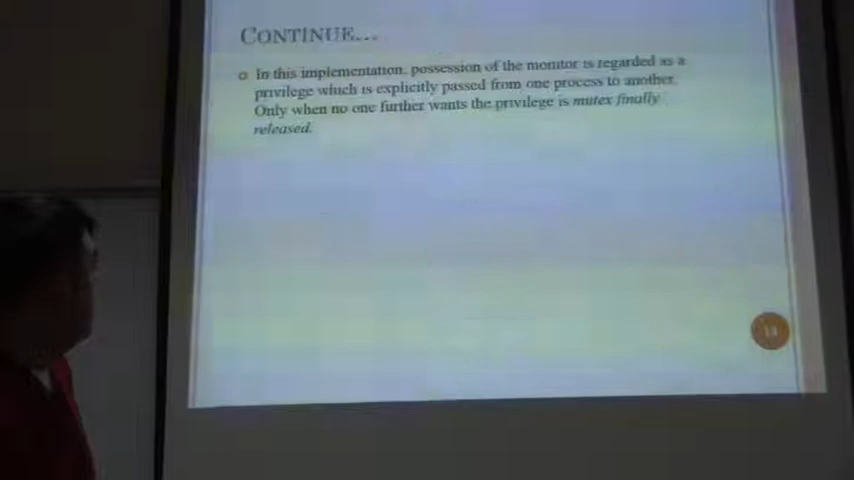 CONTINUE...
In this implementation, possession of the monitor is regarded as a
privilege which is explicitly passed from one process to another.
Only when no one further wants the privilege is mutex finally
released.